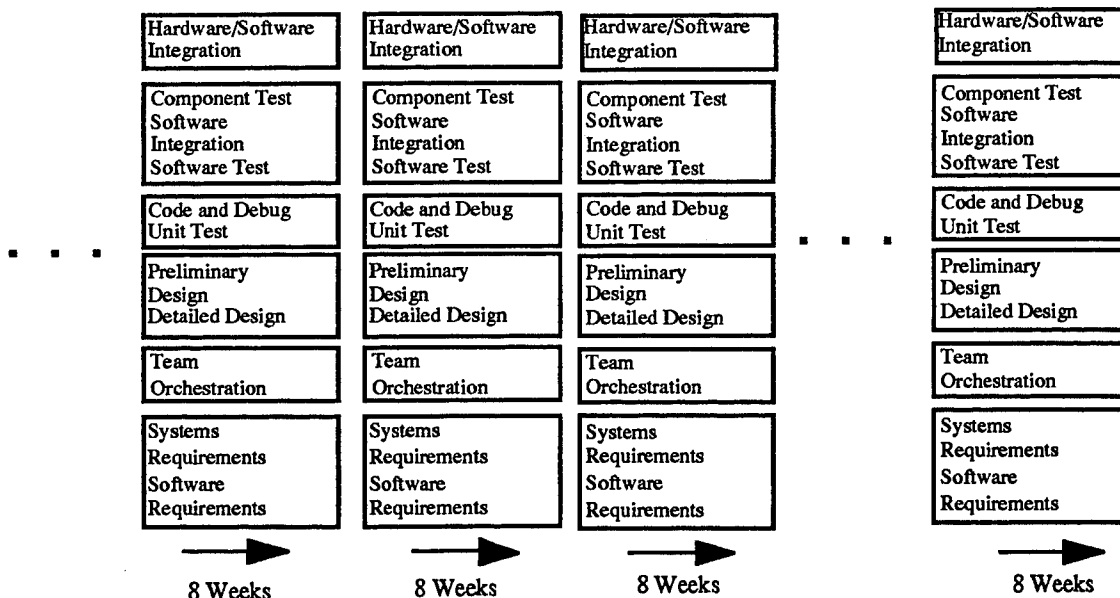 Hardware/Software
Integration
Component Test
Software
Integration
Software Test
Code and Debug
Unit Test
Preliminary
Design
Detailed Design
Team
Orchestration
Systems
Requirements
Software
Requirements
8 Weeks
Hardware/Software
Integration
Component Test
Software
Integration
Software Test
Code and Debug
Unit Test
Preliminary
Design
Detailed Design
Team
Orchestration
Systems
Requirements
Software
Requirements
8 Weeks
Hardware/Software
Integration
Component Test
Software
Integration
Software Test
Code and Debug
Unit Test
Preliminary
Design
Detailed Design
Team
Orchestration
Systems
Requirements
Software
Requirements
8 Weeks
Hardware/Software
Integration
Component Test
Software
Integration
Software Test
Code and Debug
Unit Test
Preliminary
Design
Detailed Design
Team
Orchestration
Systems
Requirements
Software
Requirements
8 Weeks